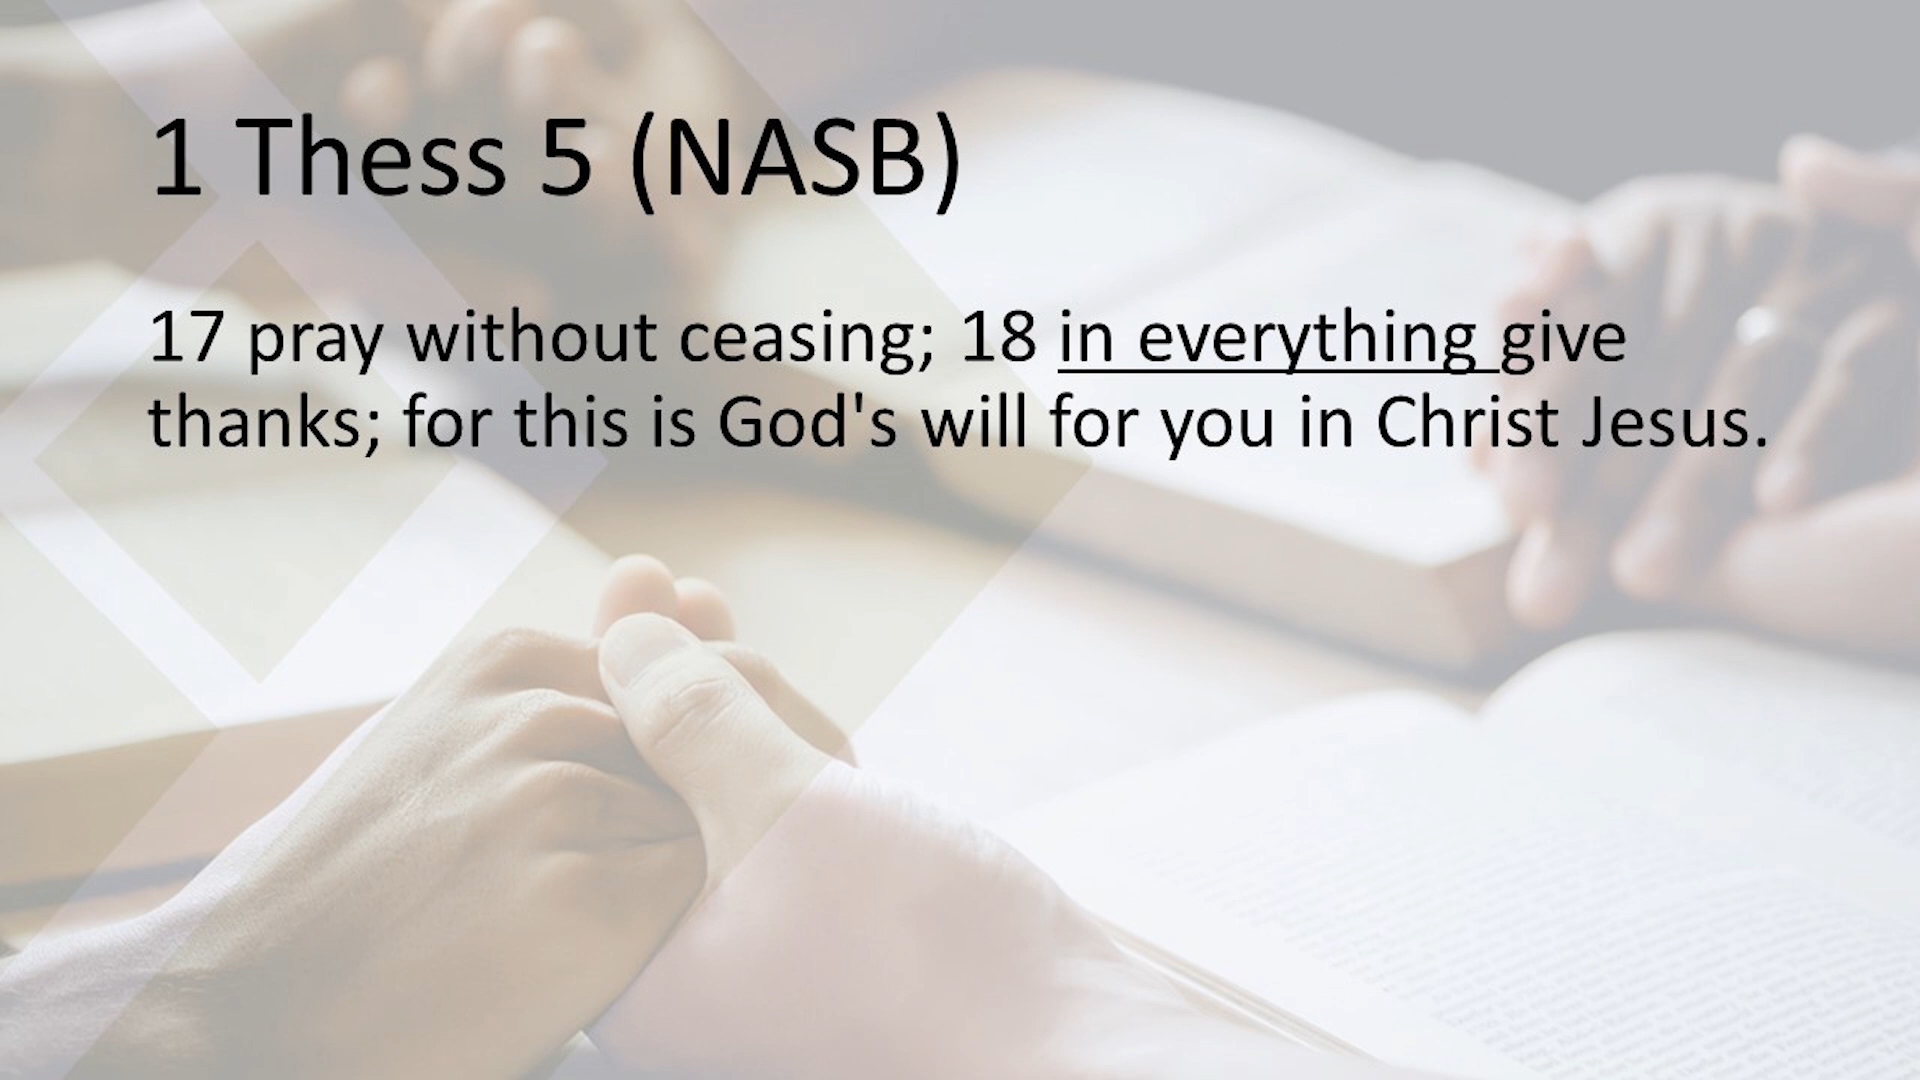 1 Thess 5 (NASB)
17 pray without ceasing; 18 in everything give
thanks; for this is God's will for you in Christ Jesus.